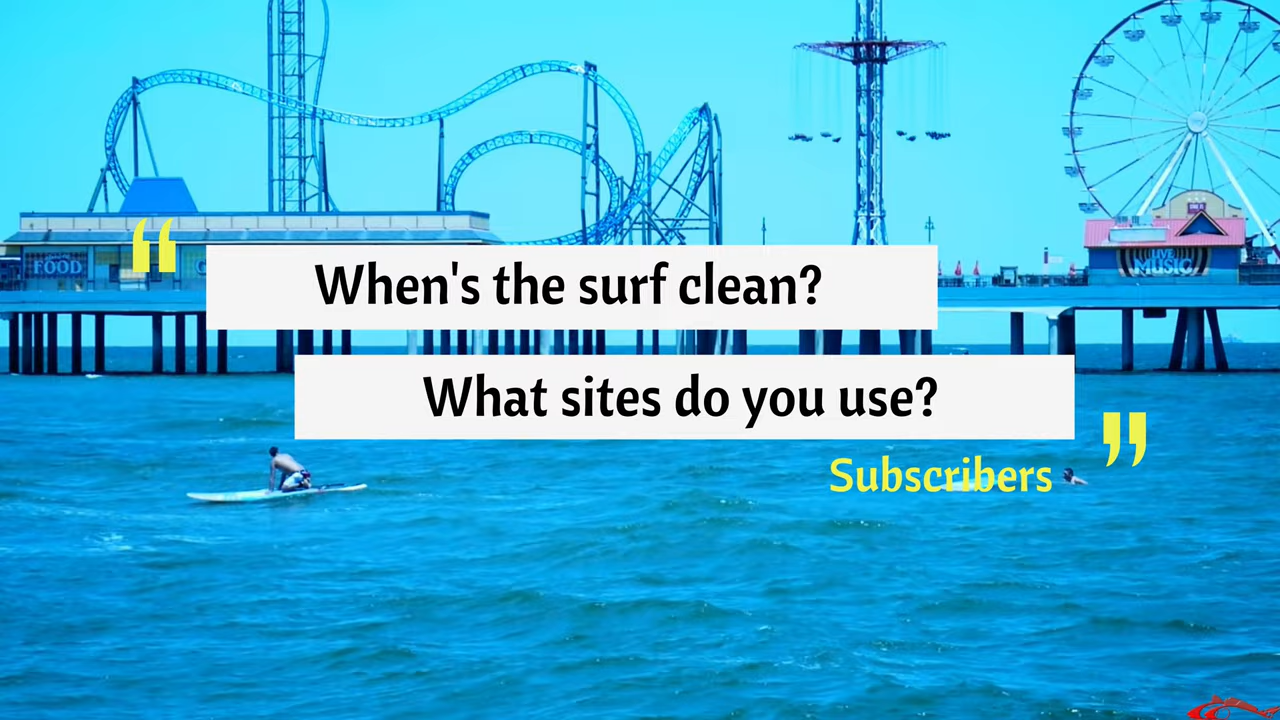 FOOD
LIVE
MUSIC
“
When's the surf clean?
What sites do you use?
”
Subscribers